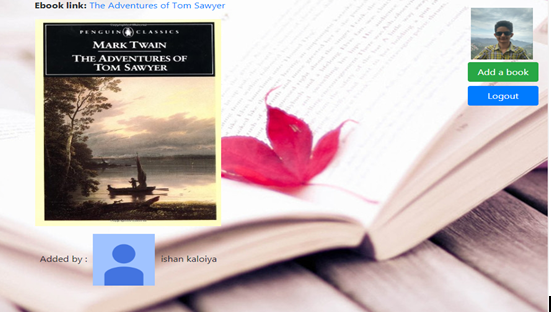 Ebook link: The Adventures of Tom Sawyer
PENGUIN CLASSICS
MARK TWAIN
THE ADVENTURES OF
TOM SAWYER
Add a book
Logout
Added by : ishan kaloiya